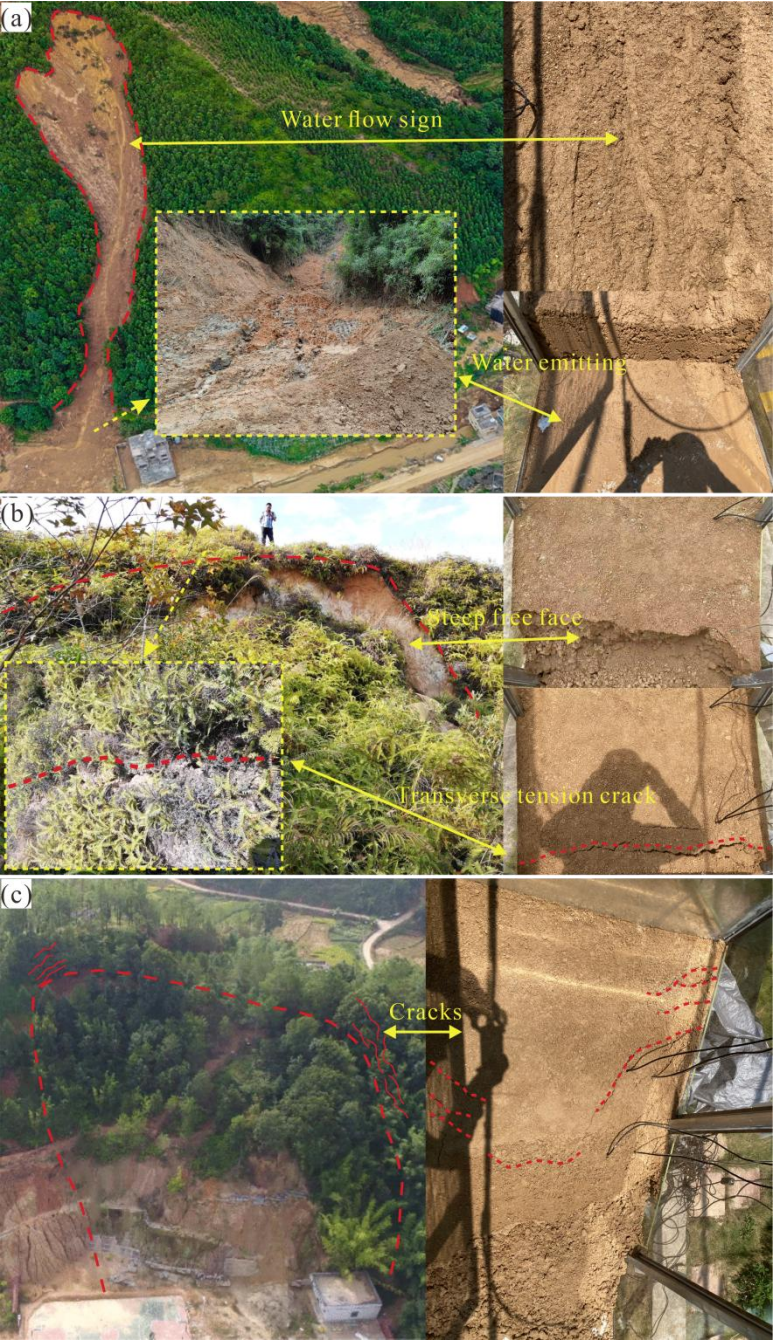 (a)
Water flow sign
Water emitting
(b)
Steep free face
Transverse tension crack
(c)
Cracks